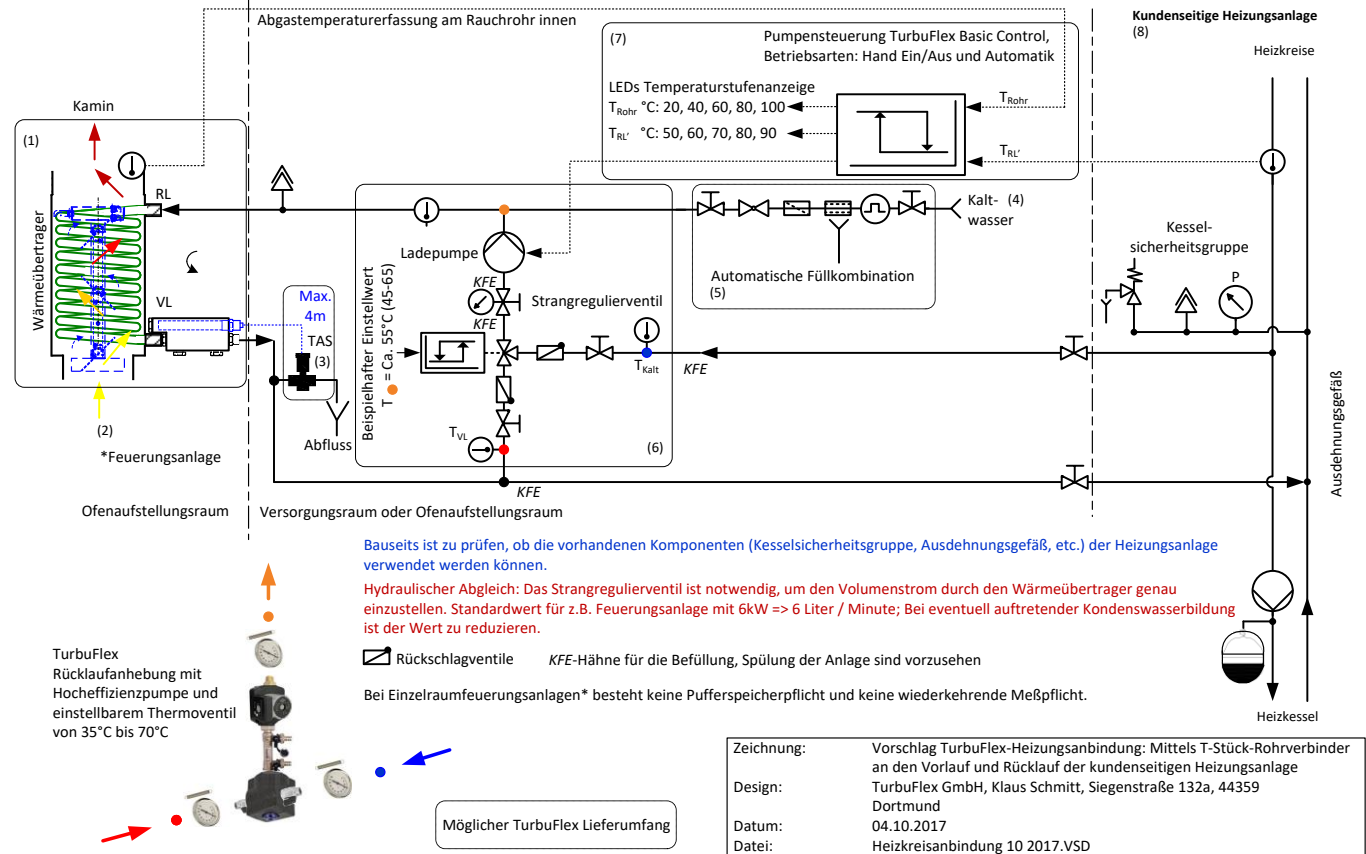 Abgastemperaturerfassung am Rauchrohr innen
Kundenseitige Heizungsanlage
(8)
Heizkreise
(7)
Pumpensteuerung TurbuFlex Basic Control,
Betriebsarten: Hand Ein/Aus und Automatik
LEDs Temperaturstufenanzeige
T_Rohr °C: 20, 40, 60, 80, 100
T_RL' °C: 50, 60, 70, 80, 90
T_Rohr
T_RL'
Kamin
(1)
RL
VL
Wärmeübertrager
(2)
*Feuerungsanlage
Max.
4m
TAS
(3)
Abfluss
Ladepumpe
KFE
KFE
Strangregulierventil
Beispielhafter Einstellwert
T = Ca. 55°C (45-65)
T_Kalt
KFE
T_VL
(6)
KFE
Kalt- (4)
wasser
Automatische Füllkombination
(5)
Kessel-
sicherheitsgruppe
P
Ausdehnungsgefäß
Ofenaufstellungsraum
Versorgungsraum oder Ofenaufstellungsraum
Bauseits ist zu prüfen, ob die vorhandenen Komponenten (Kesselsicherheitsgruppe, Ausdehnungsgefäß, etc.) der Heizungsanlage
verwendet werden können.
Hydraulischer Abgleich: Das Strangregulierventil ist notwendig, um den Volumenstrom durch den Wärmeübertrager genau
einzustellen. Standardwert für z.B. Feuerungsanlage mit 6kW => 6 Liter / Minute; Bei eventuell auftretender Kondenswasserbildung
ist der Wert zu reduzieren.
Rückschlagventile
KFE-Hähne für die Befüllung, Spülung der Anlage sind vorzusehen
Bei Einzelraumfeuerungsanlagen* besteht keine Pufferspeicherpflicht und keine wiederkehrende Meßpflicht.
Heizkessel
TurbuFlex
Rücklaufanhebung mit
Hocheffizienzpumpe und
einstellbarem Thermoventil
von 35°C bis 70°C
Möglicher TurbuFlex Lieferumfang
Zeichnung: Vorschlag TurbuFlex-Heizungsanbindung: Mittels T-Stück-Rohrverbinder
an den Vorlauf und Rücklauf der kundenseitigen Heizungsanlage
Design: TurbuFlex GmbH, Klaus Schmitt, Siegenstraße 132a, 44359
Dortmund
Datum: 04.10.2017
Datei: Heizkreisanbindung 10 2017.VSD